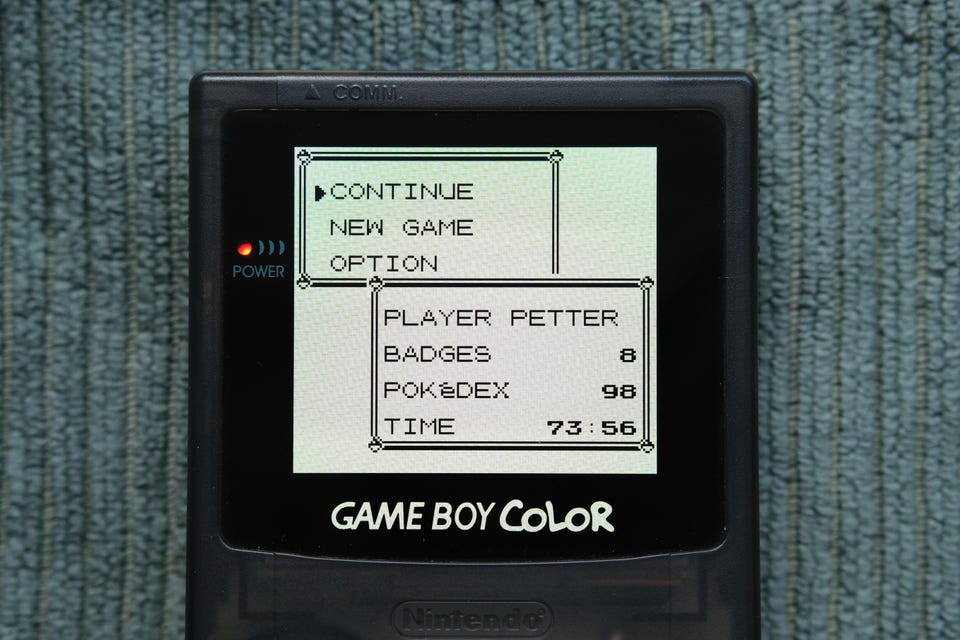 ▲ COMM.
▶CONTINUE
NEW GAME
OPTION
POWER
PLAYER PETTER
BADGES 8
POKéDEX 98
TIME 73:56
GAME BOY COLOR
Nintendo®